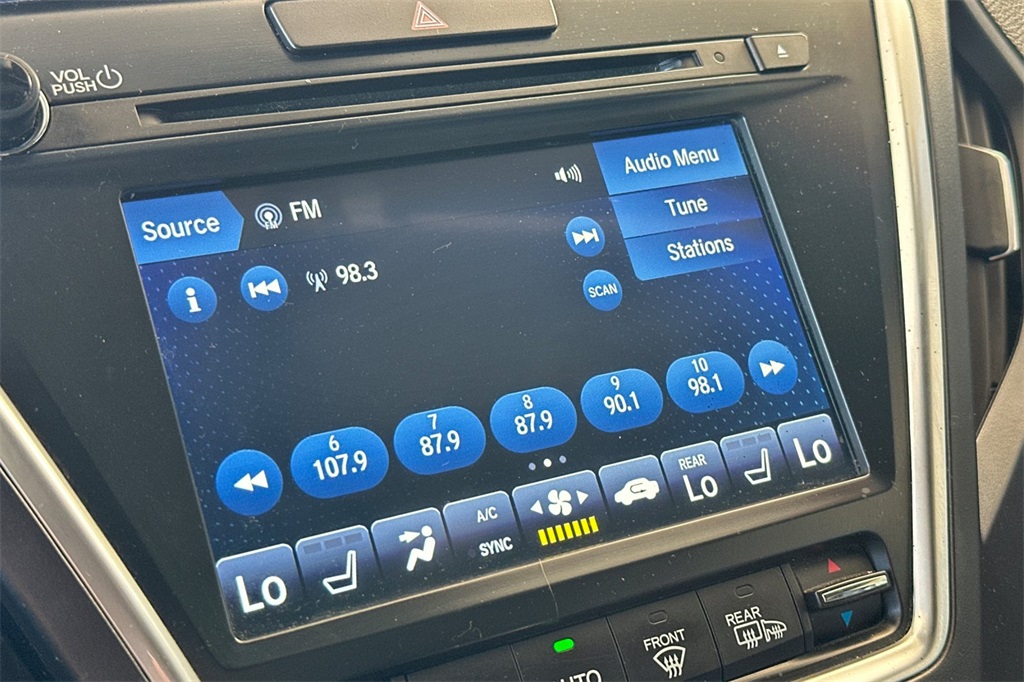 VOL
PUSH
Source
FM
FM
Audio Menu
Tune
Stations
i
98.3
SCAN
6
107.9
7
87.9
8
87.9
9
90.1
10
98.1
Lo
A/C
SYNC
REAR
Lo
Lo
AUTO
FRONT
REAR